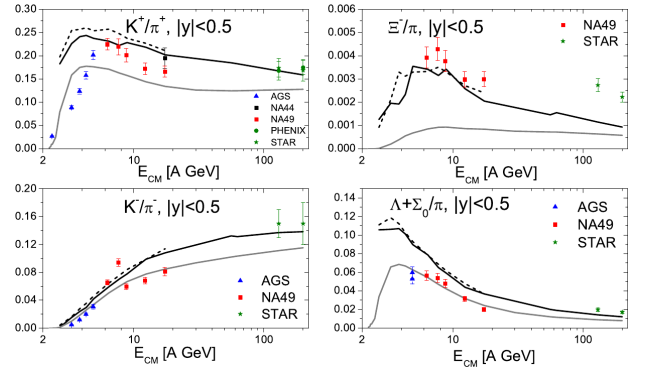 K⁺/π⁺, |y|<0.5
0.30
0.25
0.20
0.15
0.10
0.05
0.00
AGS
NA44
NA49
PHENIX
STAR
2
10
100
E_CM [A GeV]
Ξ⁻/π, |y|<0.5
0.006
0.005
0.004
0.003
0.002
0.001
0.000
NA49
STAR
2
10
100
E_CM [A GeV]
K⁻/π⁻, |y|<0.5
0.20
0.16
0.12
0.08
0.04
0.00
AGS
NA49
STAR
2
10
100
E_CM [A GeV]
Λ+Σ₀/π, |y|<0.5
0.14
0.12
0.10
0.08
0.06
0.04
0.02
0.00
AGS
NA49
STAR
2
10
100
E_CM [A GeV]